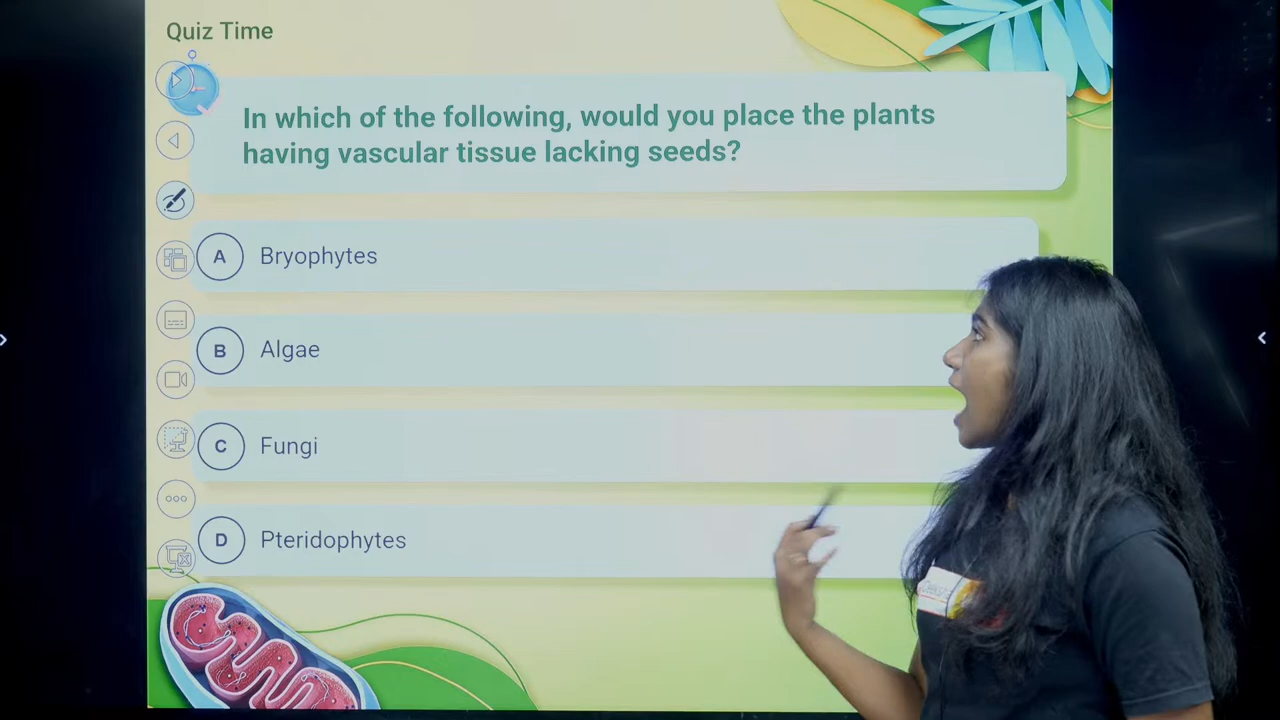 Quiz Time
In which of the following, would you place the plants
having vascular tissue lacking seeds?
A Bryophytes
B Algae
C Fungi
D Pteridophytes